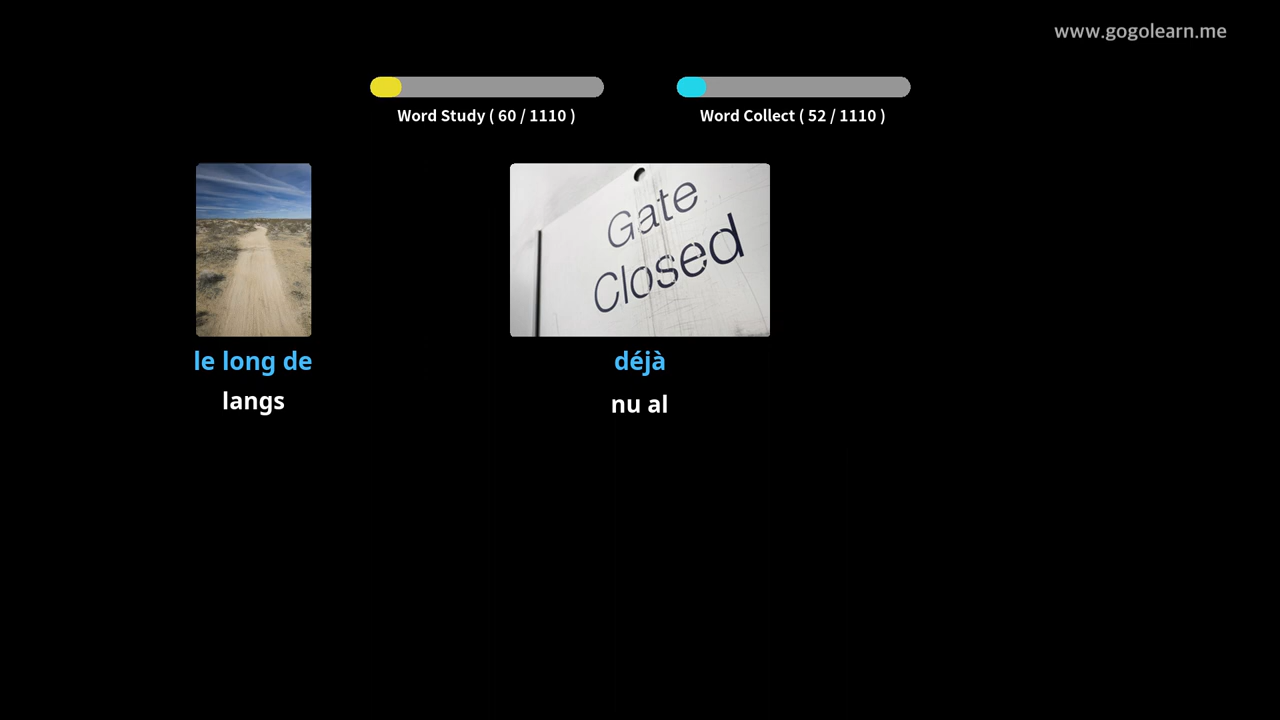 www.gogolearn.me
Word Study ( 60 / 1110 )
Word Collect ( 52 / 1110 )
Gate
Closed
le long de
langs
déjà
nu al